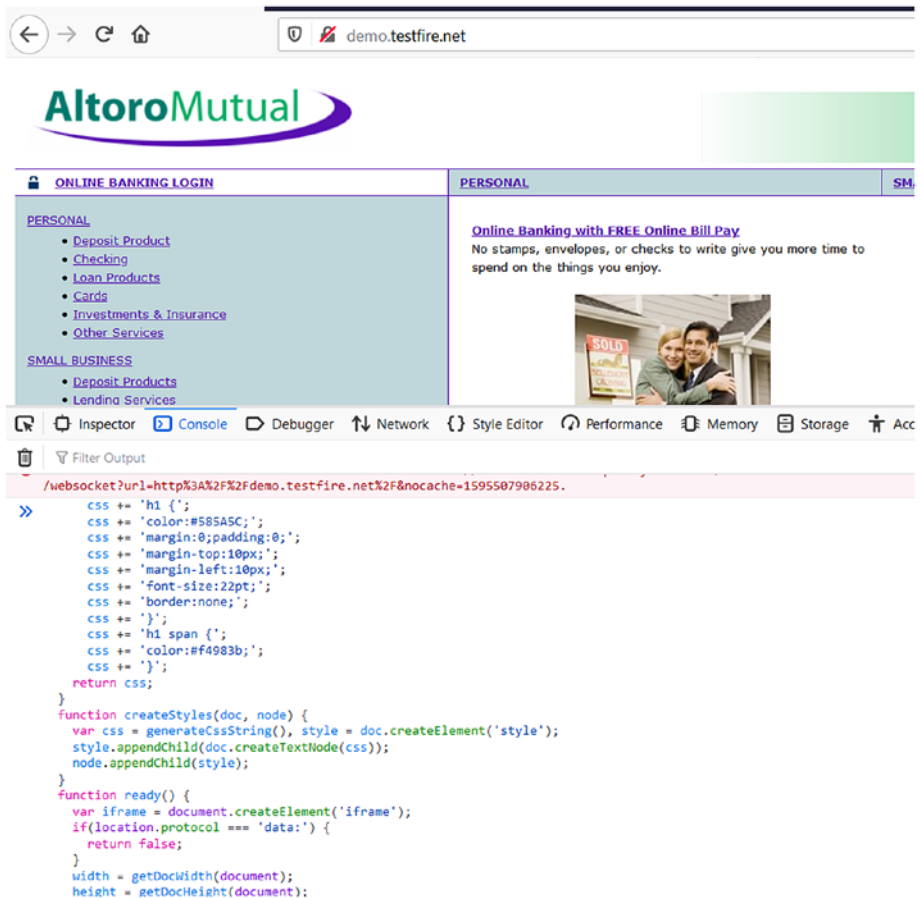 demo.testfire.net
AltoroMutual
ONLINE BANKING LOGIN
PERSONAL
SM
PERSONAL
Deposit Product
Checking
Loan Products
Cards
Investments & Insurance
Other Services
SMALL BUSINESS
Deposit Products
Lending Services
Online Banking with FREE Online Bill Pay
No stamps, envelopes, or checks to write give you more time to
spend on the things you enjoy.
SOLD
BELLEMONT
CROSSING
Inspector
Console
Debugger
Network
Style Editor
Performance
Memory
Storage
Acc
Filter Output
/websocket?url=http%3A%2F%2Fdemo.testfire.net%2F&nocache=1595507906225.
css += 'h1 {';
css += 'color:#585A5C;';
css += 'margin:0;padding:0;';
css += 'margin-top:10px;';
css += 'margin-left:10px;';
css += 'font-size:22pt;';
css += 'border:none;';
css += '}';
css += 'h1 span {';
css += 'color:#f4983b;';
css += '}';
return css;
}
function createStyles(doc, node) {
var css = generateCssString(), style = doc.createElement('style');
style.appendChild(doc.createTextNode(css));
node.appendChild(style);
}
function ready() {
var iframe = document.createElement('iframe');
if(location.protocol === 'data:') {
return false;
}
width = getDocWidth(document);
height = getDocHeight(document);